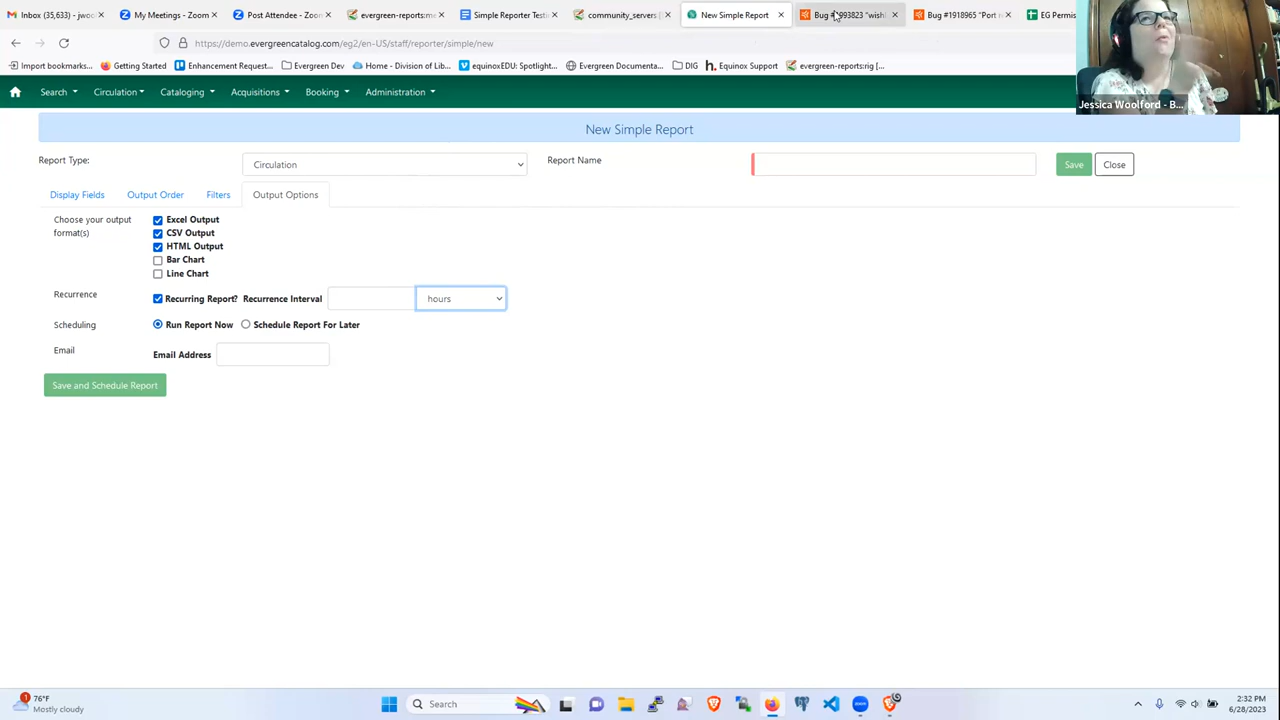 Inbox (35,633) - jwoo
My Meetings - Zoom
Post Attendee - Zoom
evergreen-reports:me
Simple Reporter Testi
community_servers [
New Simple Report
Bug #1993823 "wish
Bug #1918965 "Port
EG Permis
https://demo.evergreencatalog.com/eg2/en-US/staff/reporter/simple/new
Import bookmarks...
Getting Started
Enhancement Request...
Evergreen Dev
Home - Division of Lib...
equinoxEDU: Spotlight...
Evergreen Documenta...
DIG
Equinox Support
evergreen-reports:rig [...
Jessica Woolford - B...
Search
Circulation
Cataloging
Acquisitions
Booking
Administration
New Simple Report
Report Type:
Circulation
Report Name
Save
Close
Display Fields
Output Order
Filters
Output Options
Choose your output
format(s)
Excel Output
CSV Output
HTML Output
Bar Chart
Line Chart
Recurrence
Recurring Report? Recurrence Interval
hours
Scheduling
Run Report Now
Schedule Report For Later
Email
Email Address
Save and Schedule Report
1
76°F
Mostly cloudy
Search
2:32 PM
6/28/2023